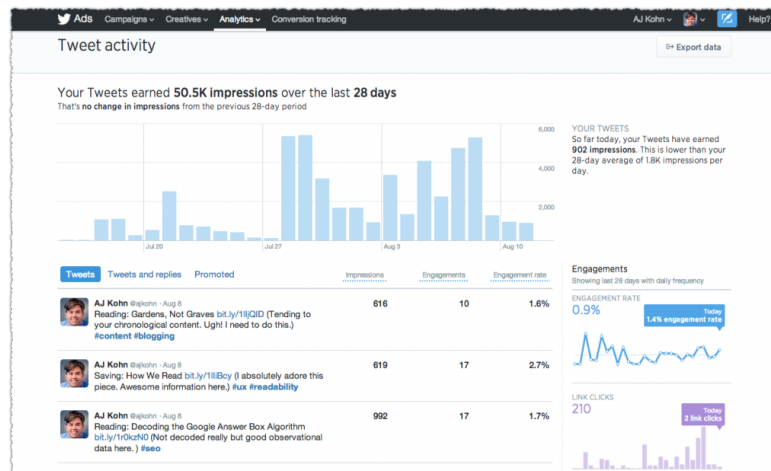 Ads Campaigns Creatives Analytics Conversion tracking AJ Kohn Help?
Tweet activity
Export data
Your Tweets earned 50.5K impressions over the last 28 days
That's no change in impressions from the previous 28-day period
6,000
4,000
2,000
Jul 20 Jul 27 Aug 3 Aug 10
YOUR TWEETS
So far today, your Tweets have earned
902 impressions. This is lower than your
28-day average of 1.8K impressions per
day.
Tweets Tweets and replies Promoted Impressions Engagements Engagement rate
AJ Kohn @ajkohn · Aug 8
Reading: Gardens, Not Graves (Tending to
your chronological content. Ugh! I need to do this.)
#content #blogging
616 10 1.6%
AJ Kohn @ajkohn · Aug 8
Saving: How We Read (I absolutely adore this
piece. Awesome information here.) #ux #readability
619 17 2.7%
AJ Kohn @ajkohn · Aug 8
Reading: Decoding the Google Answer Box Algorithm
bit.ly/1r0kzN0 (Not decoded really but good observational
data here. ) #seo
992 17 1.7%
Engagements
Showing last 28 days with daily frequency
ENGAGEMENT RATE
0.9%
Today
1.4% engagement rate
LINK CLICKS
210
Today
2 link clicks